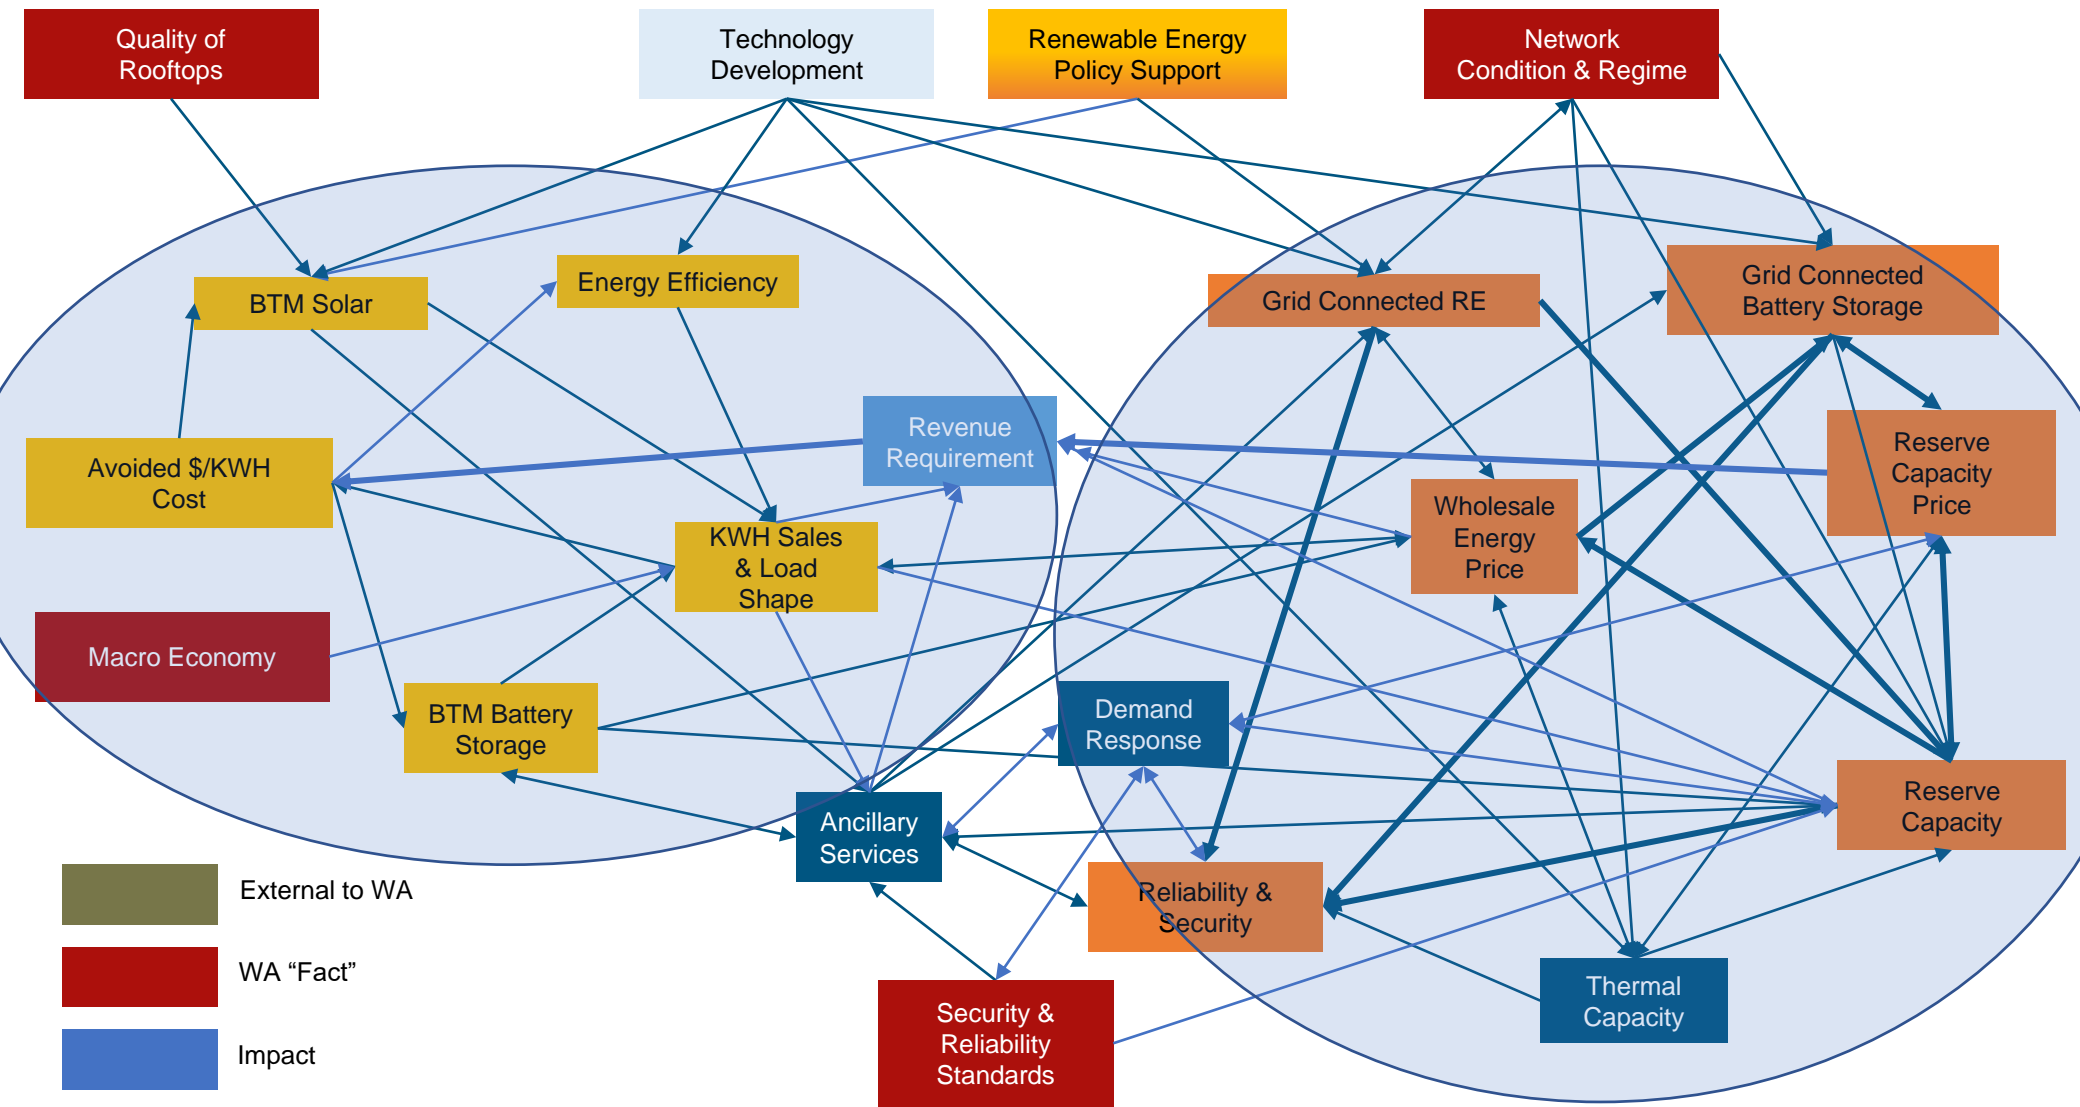 Quality of
Rooftops
Technology
Development
Renewable Energy
Policy Support
Network
Condition & Regime
BTM Solar
Energy Efficiency
Grid Connected RE
Grid Connected
Battery Storage
Avoided $/KWH
Cost
Revenue
Requirement
Reserve
Capacity
Price
KWH Sales
& Load
Shape
Wholesale
Energy
Price
Macro Economy
BTM Battery
Storage
Demand
Response
Ancillary
Services
Reserve
Capacity
Reliability &
Security
Thermal
Capacity
Security &
Reliability
Standards
External to WA
WA “Fact”
Impact